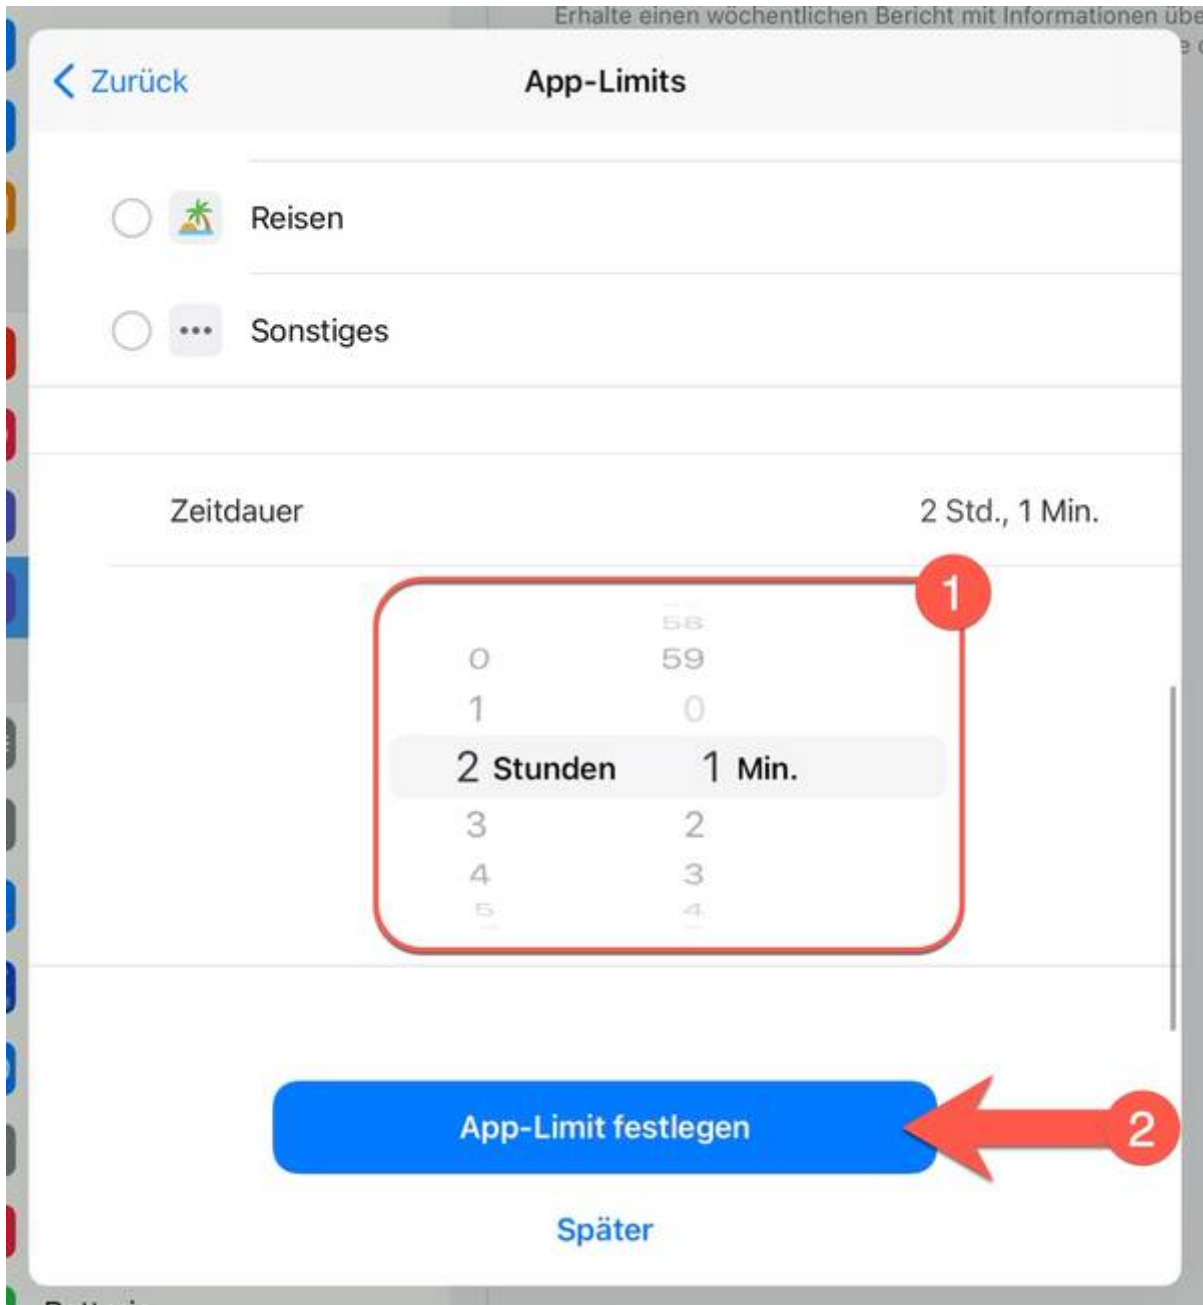 Erhalte einen wöchentlichen Bericht mit Informationen übe
Zurück
App-Limits
Reisen
Sonstiges
Zeitdauer 2 Std., 1 Min.
1
58
0 59
1 0
2 Stunden 1 Min.
3 2
4 3
5 4
App-Limit festlegen
2
Später